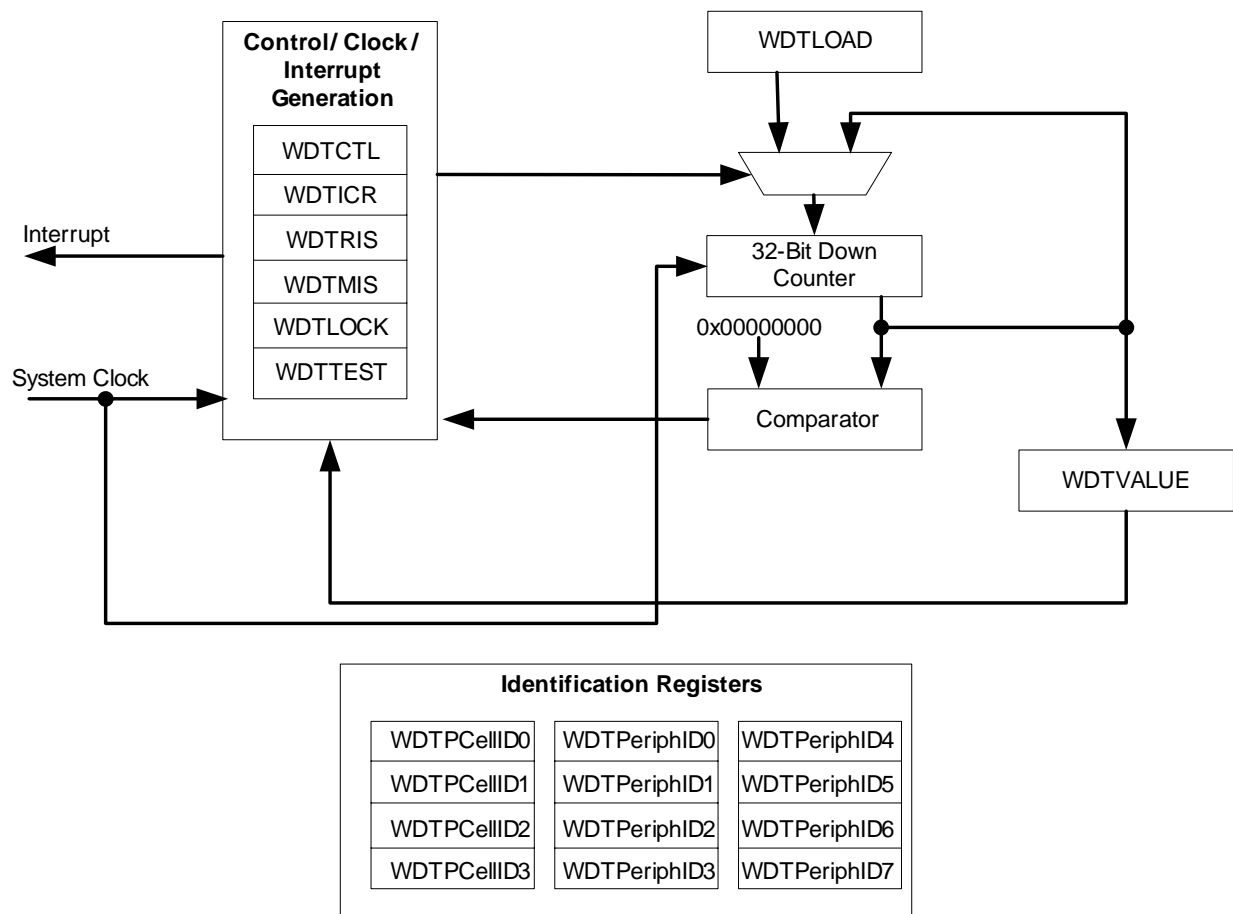 Control/ Clock/
Interrupt
Generation
WDTCTL
WDTICR
WDTRIS
WDTMIS
WDTLOCK
WDTTEST
Interrupt
System Clock
WDTLOAD
32-Bit Down
Counter
0x00000000
Comparator
WDTVALUE
Identification Registers
WDTPCellID0
WDTPCellID1
WDTPCellID2
WDTPCellID3
WDTPeriphID0
WDTPeriphID1
WDTPeriphID2
WDTPeriphID3
WDTPeriphID4
WDTPeriphID5
WDTPeriphID6
WDTPeriphID7